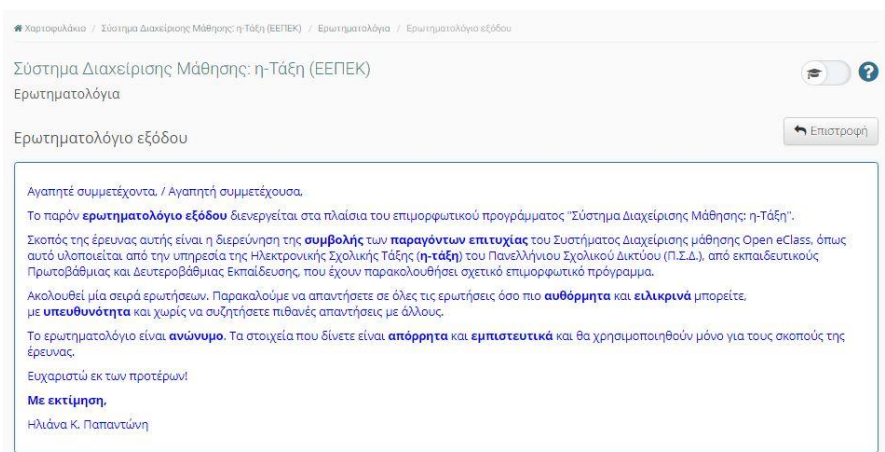 Χαρτοφυλάκιο / Σύστημα Διαχείρισης Μάθησης: η-Τάξη (ΕΕΠΕΚ) / Ερωτηματολόγια / Ερωτηματολόγιο εξόδου
Σύστημα Διαχείρισης Μάθησης: η-Τάξη (ΕΕΠΕΚ)
Ερωτηματολόγια
Ερωτηματολόγιο εξόδου
Επιστροφή
Αγαπητέ συμμετέχοντα, / Αγαπητή συμμετέχουσα,
Το παρόν ερωτηματολόγιο εξόδου διενεργείται στα πλαίσια του επιμορφωτικού προγράμματος "Σύστημα Διαχείρισης Μάθησης: η-Τάξη".
Σκοπός της έρευνας αυτής είναι η διερεύνηση της συμβολής των παραγόντων επιτυχίας του Συστήματος Διαχείρισης μάθησης Open eClass, όπως
αυτό υλοποιείται από την υπηρεσία της Ηλεκτρονικής Σχολικής Τάξης (η-τάξη) του Πανελλήνιου Σχολικού Δικτύου (Π.Σ.Δ.), από εκπαιδευτικούς
Πρωτοβάθμιας και Δευτεροβάθμιας Εκπαίδευσης, που έχουν παρακολουθήσει σχετικό επιμορφωτικό πρόγραμμα.
Ακολουθεί μία σειρά ερωτήσεων. Παρακαλούμε να απαντήσετε σε όλες τις ερωτήσεις όσο πιο αυθόρμητα και ειλικρινά μπορείτε,
με υπευθυνότητα και χωρίς να συζητήσετε πιθανές απαντήσεις με άλλους.
Το ερωτηματολόγιο είναι ανώνυμο. Τα στοιχεία που δίνετε είναι απόρρητα και εμπιστευτικά και θα χρησιμοποιηθούν μόνο για τους σκοπούς της
έρευνας.
Ευχαριστώ εκ των προτέρων!
Με εκτίμηση,
Ηλιάνα Κ. Παπαντώνη